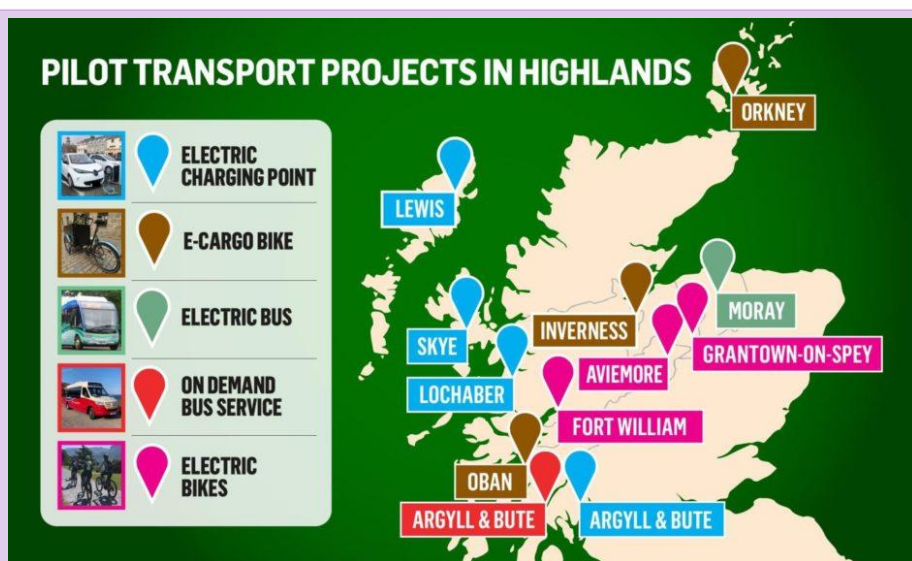 PILOT TRANSPORT PROJECTS IN HIGHLANDS
ELECTRIC
CHARGING POINT
E-CARGO BIKE
ELECTRIC BUS
ON DEMAND
BUS SERVICE
ELECTRIC
BIKES
ORKNEY
LEWIS
SKYE
LOCHABER
INVERNESS
MORAY
GRANTOWN-ON-SPEY
AVIEMORE
FORT WILLIAM
OBAN
ARGYLL & BUTE
ARGYLL & BUTE